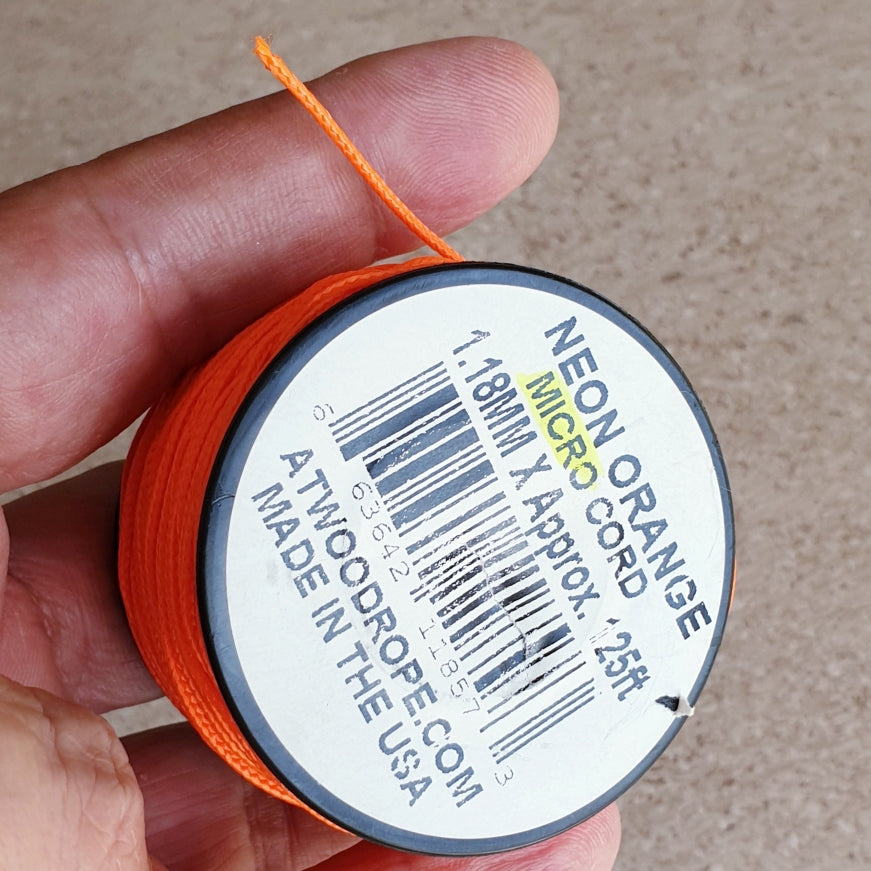 NEON ORANGE
MICRO CORD
1.18MM X Approx. 125ft
6 63642 11857 3
ATWOODROPE.COM
MADE IN THE USA